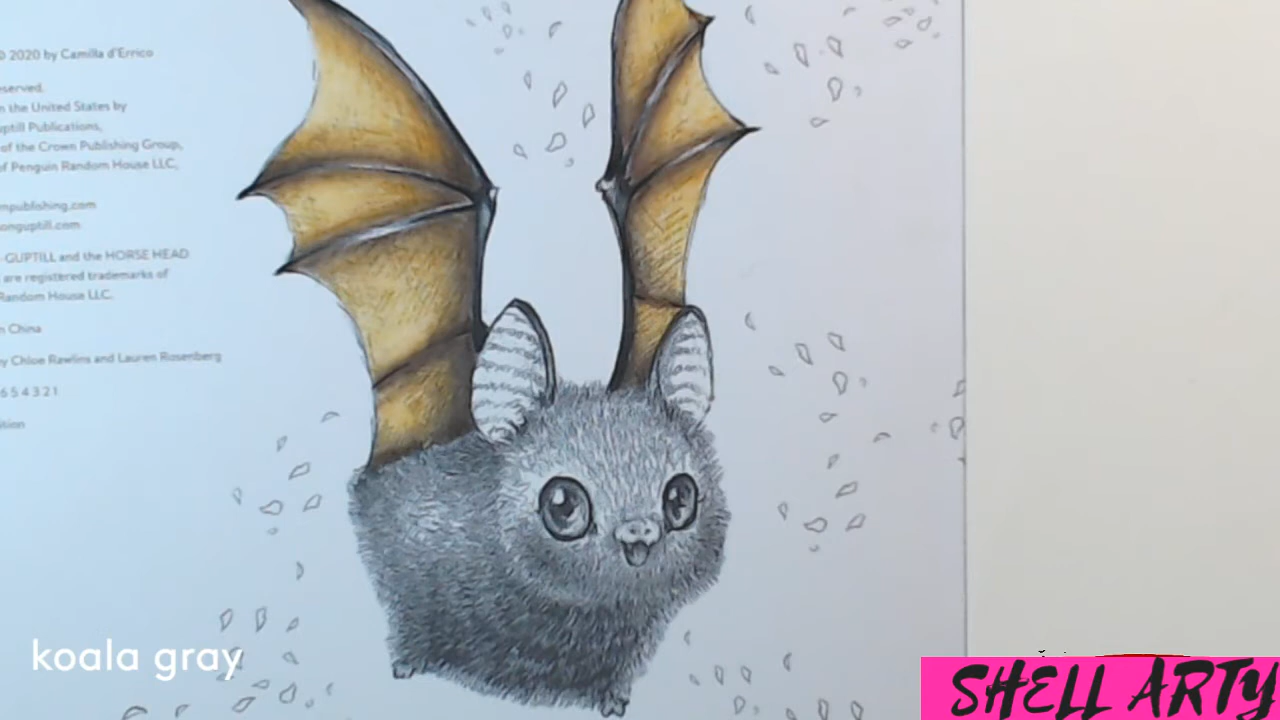 © 2020 by Camilla d'Errico
eserved.
n the United States by
uptill Publications,
of the Crown Publishing Group,
of Penguin Random House LLC,
mpublishing.com
onguptill.com
-GUPTILL and the HORSE HEAD
are registered trademarks of
Random House LLC.
n China
y Chloe Rawlins and Lauren Rosenberg
6 5 4 3 2 1
ition
koala gray
SHELL ARTY